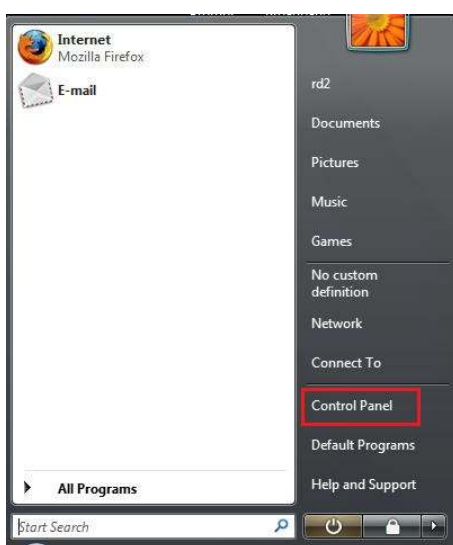 Internet
Mozilla Firefox
E-mail
All Programs
Start Search
rd2
Documents
Pictures
Music
Games
No custom
definition
Network
Connect To
Control Panel
Default Programs
Help and Support